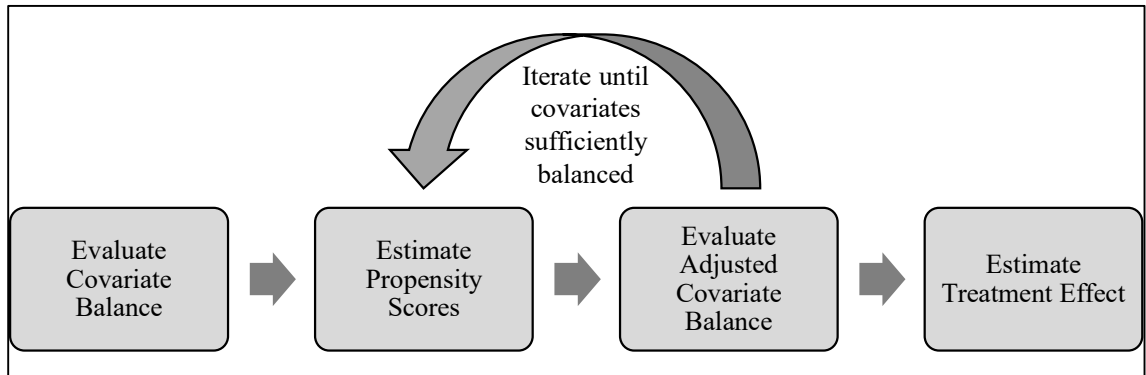 Iterate until
covariates
sufficiently
balanced
Evaluate
Covariate
Balance
Estimate
Propensity
Scores
Evaluate
Adjusted
Covariate
Balance
Estimate
Treatment Effect